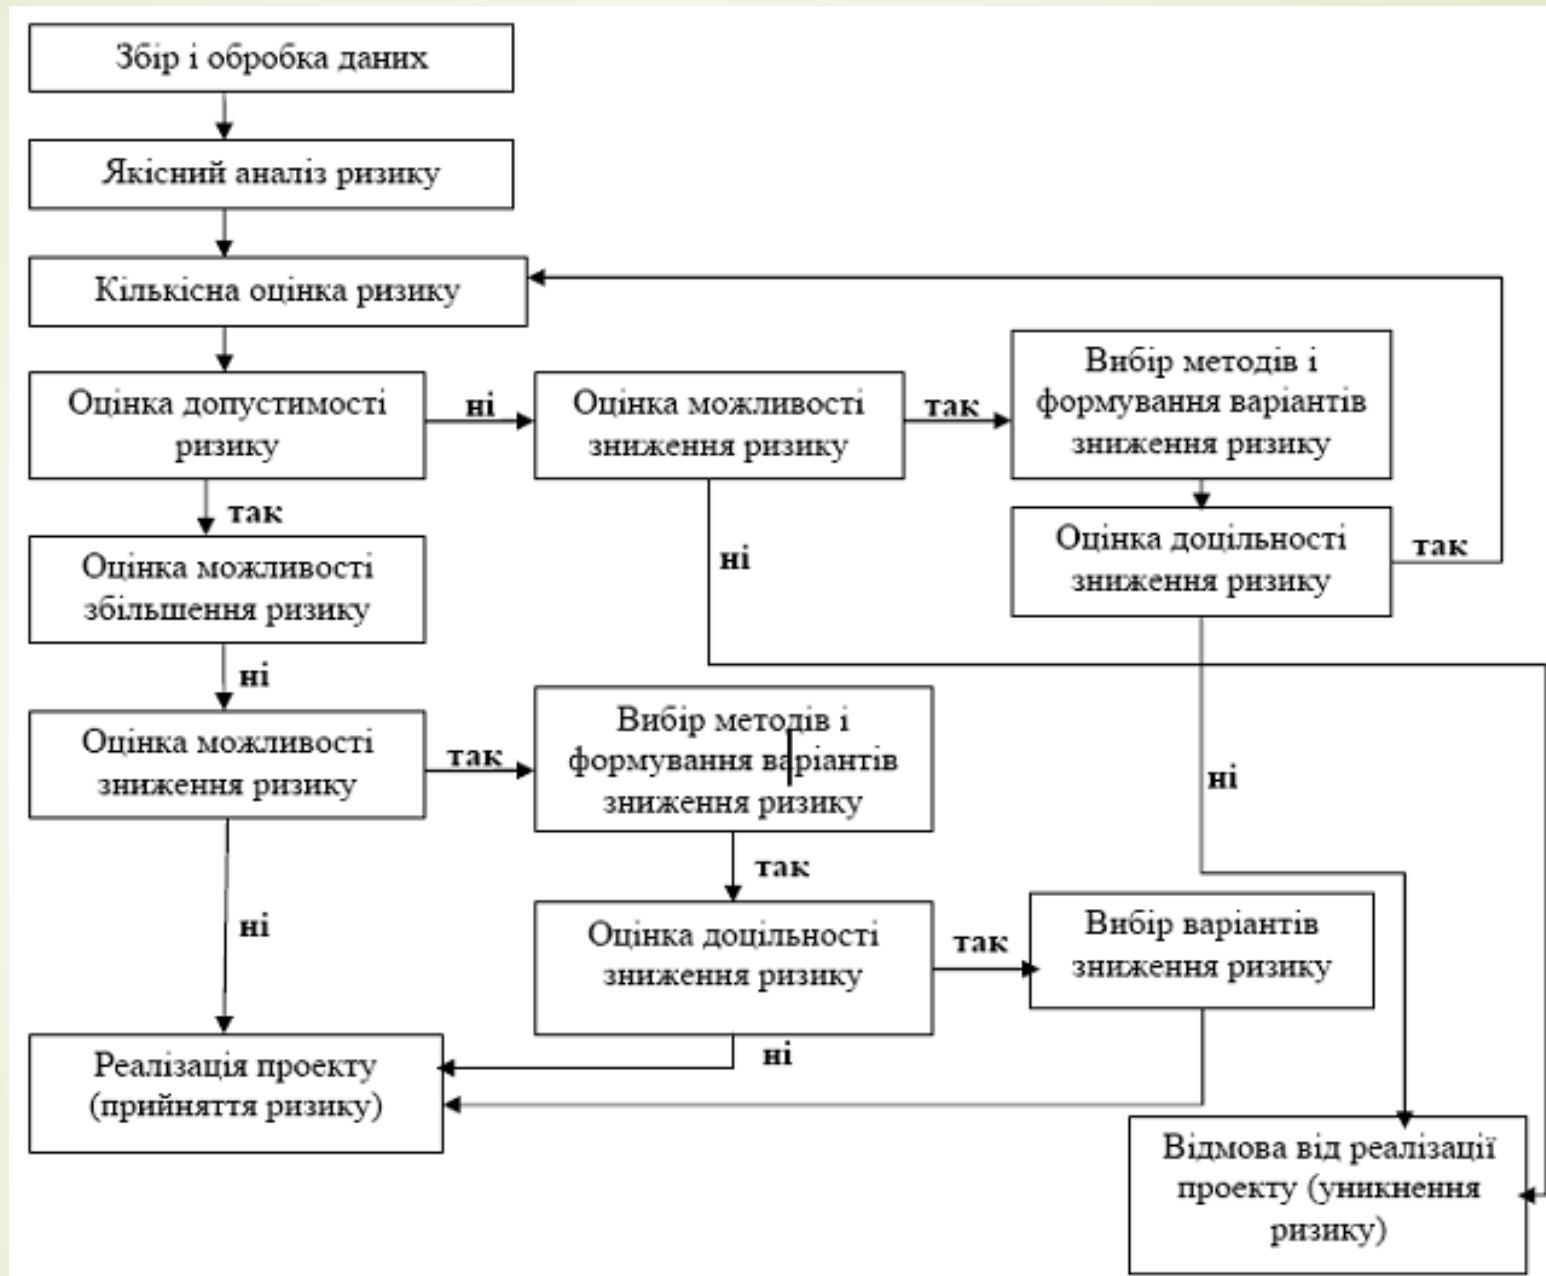 Збір і обробка даних
Якісний аналіз ризику
Кількісна оцінка ризику
Оцінка допустимості
ризику
ні
Оцінка можливості
зниження ризику
так
Вибір методів і
формування варіантів
зниження ризику
так
ні
Оцінка доцільності
зниження ризику
так
Оцінка можливості
збільшення ризику
ні
Оцінка можливості
зниження ризику
так
Вибір методів і
формування варіантів
зниження ризику
ні
так
ні
Оцінка доцільності
зниження ризику
так
Вибір варіантів
зниження ризику
ні
Реалізація проекту
(прийняття ризику)
Відмова від реалізації
проекту (уникнення
ризику)